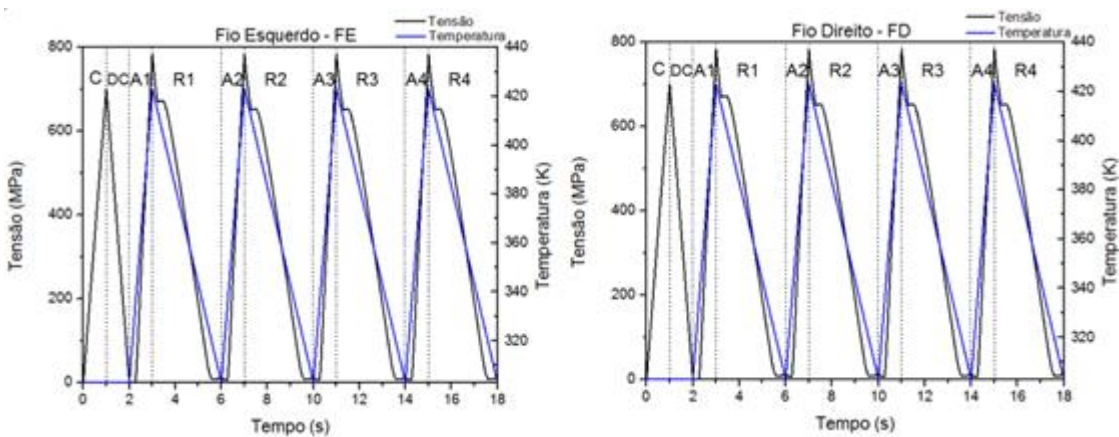 Fio Esquerdo - FE
Tensão
Temperatura
C DC A1 R1 A2 R2 A3 R3 A4 R4
Tensão (MPa)
800
600
400
200
0
Temperatura (K)
440
420
400
380
360
340
320
0 2 4 6 8 10 12 14 16 18
Tempo (s)
Fio Direito - FD
Tensão
Temperatura
C DC A1 R1 A2 R2 A3 R3 A4 R4
Tensão (MPa)
800
600
400
200
0
Temperatura (K)
440
420
400
380
360
340
320
0 2 4 6 8 10 12 14 16 18
Tempo (s)